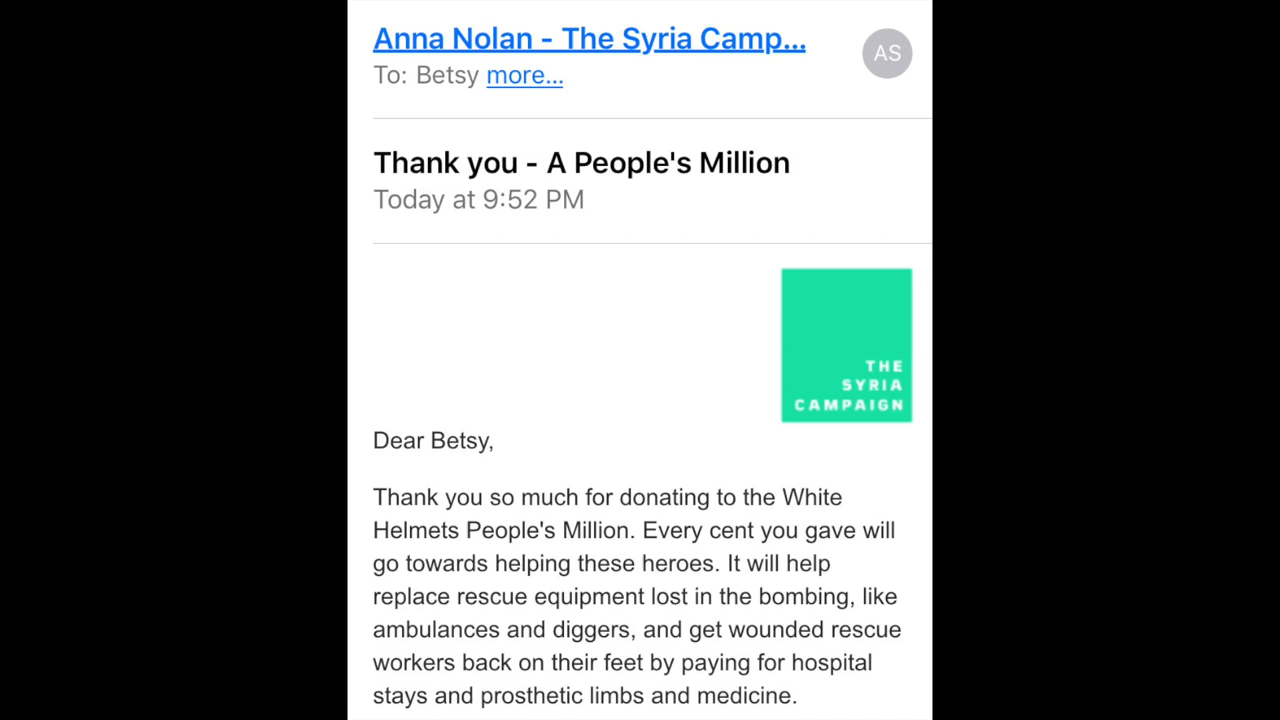 Anna Nolan - The Syria Camp...
AS
To: Betsy more...
Thank you - A People's Million
Today at 9:52 PM
THE
SYRIA
CAMPAIGN
Dear Betsy,
Thank you so much for donating to the White
Helmets People's Million. Every cent you gave will
go towards helping these heroes. It will help
replace rescue equipment lost in the bombing, like
ambulances and diggers, and get wounded rescue
workers back on their feet by paying for hospital
stays and prosthetic limbs and medicine.